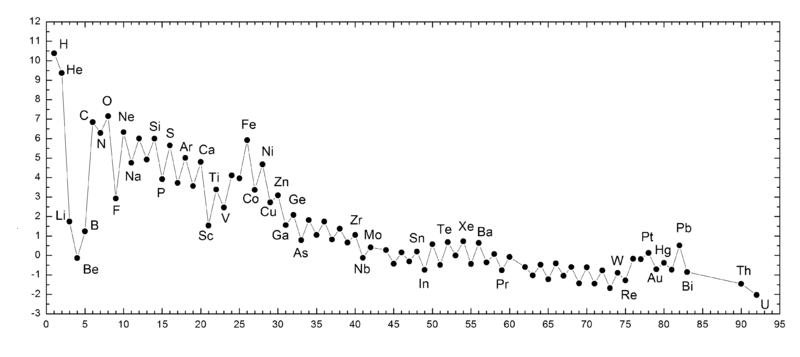 12
11
10
9
8
7
6
5
4
3
2
1
0
-1
-2
-3
H
He
Li
Be
B
C
N
O
F
Ne
Na
Si
P
S
Ar
Ca
Sc
Ti
V
Fe
Co
Ni
Cu
Zn
Ga
Ge
As
Zr
Nb
Mo
Sn
In
Te
Xe
Ba
Pr
W
Re
Pt
Au
Hg
Pb
Bi
Th
U
0 5 10 15 20 25 30 35 40 45 50 55 60 65 70 75 80 85 90 95